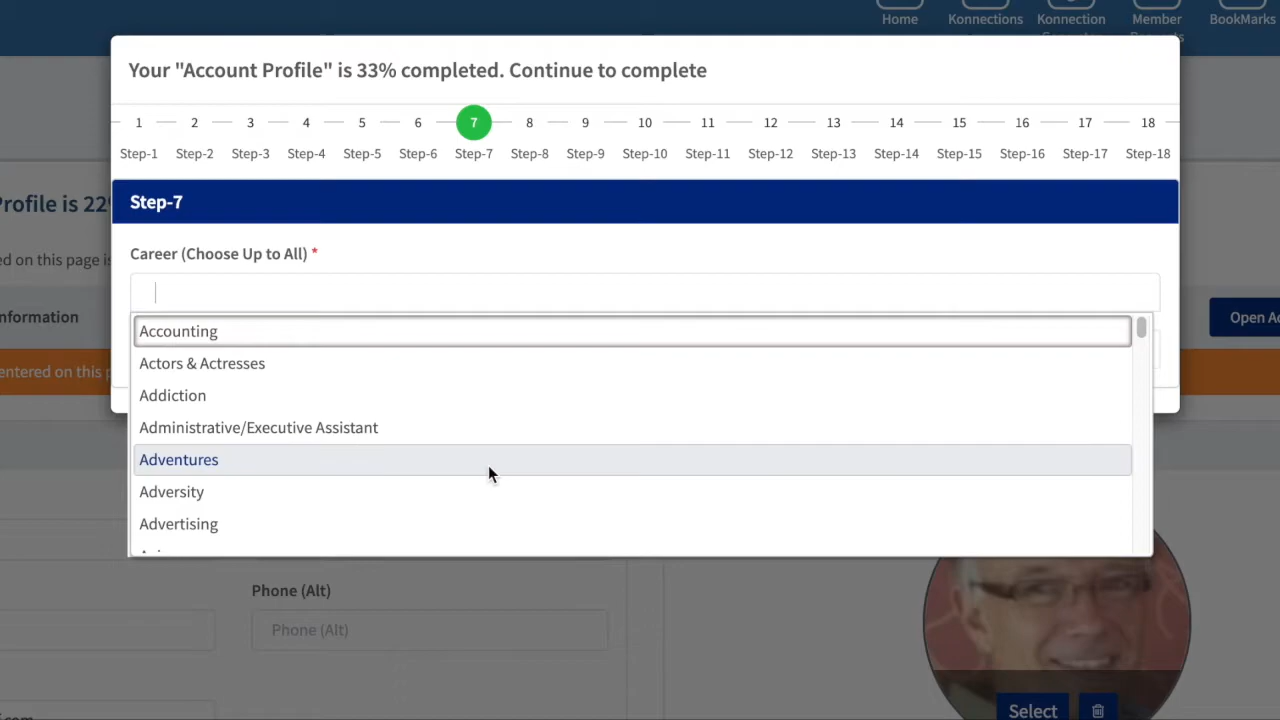 Home Konnections Konnection Member BookMarks
Your "Account Profile" is 33% completed. Continue to complete
1 2 3 4 5 6 7 8 9 10 11 12 13 14 15 16 17 18
Step-1 Step-2 Step-3 Step-4 Step-5 Step-6 Step-7 Step-8 Step-9 Step-10 Step-11 Step-12 Step-13 Step-14 Step-15 Step-16 Step-17 Step-18
Step-7
rofile is 22
Career (Choose Up to All) *
ed on this page is
nformation
Open Ac
entered on this p
Accounting
Actors & Actresses
Addiction
Administrative/Executive Assistant
Adventures
Adversity
Advertising
Phone (Alt)
Phone (Alt)
Select